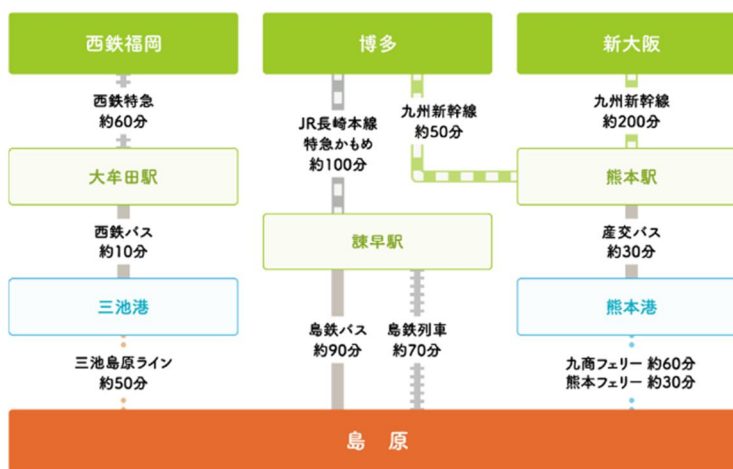 西鉄福岡
博多
新大阪
西鉄特急
約60分
JR長崎本線
特急かもめ
約100分
九州新幹線
約50分
九州新幹線
約200分
大牟田駅
熊本駅
西鉄バス
約10分
諫早駅
産交バス
約30分
三池港
熊本港
三池島原ライン
約50分
島鉄バス
約90分
島鉄列車
約70分
九商フェリー 約60分
熊本フェリー 約30分
島 原